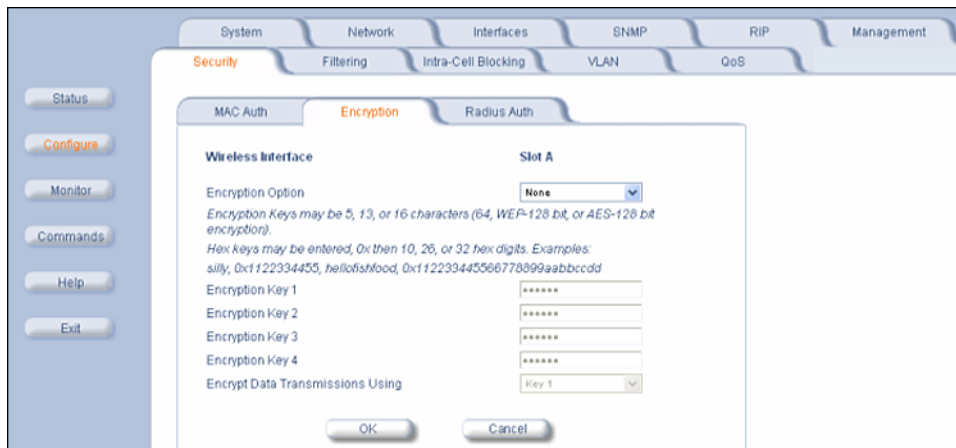 System Network Interfaces SNMP RIP Management
Security Filtering Intra-Cell Blocking VLAN QoS
Status
Configure
Monitor
Commands
Help
Exit
MAC Auth Encryption Radius Auth
Wireless Interface Slot A
Encryption Option None
Encryption Keys may be 5, 13, or 16 characters (64, WEP-128 bit, or AES-128 bit
encryption).
Hex keys may be entered, 0x then 10, 26, or 32 hex digits. Examples:
silly, 0x1122334455, hellofishfood, 0x112233445566778899aabbccdd
Encryption Key 1 ••••••
Encryption Key 2 ••••••
Encryption Key 3 ••••••
Encryption Key 4 ••••••
Encrypt Data Transmissions Using Key 1
OK Cancel